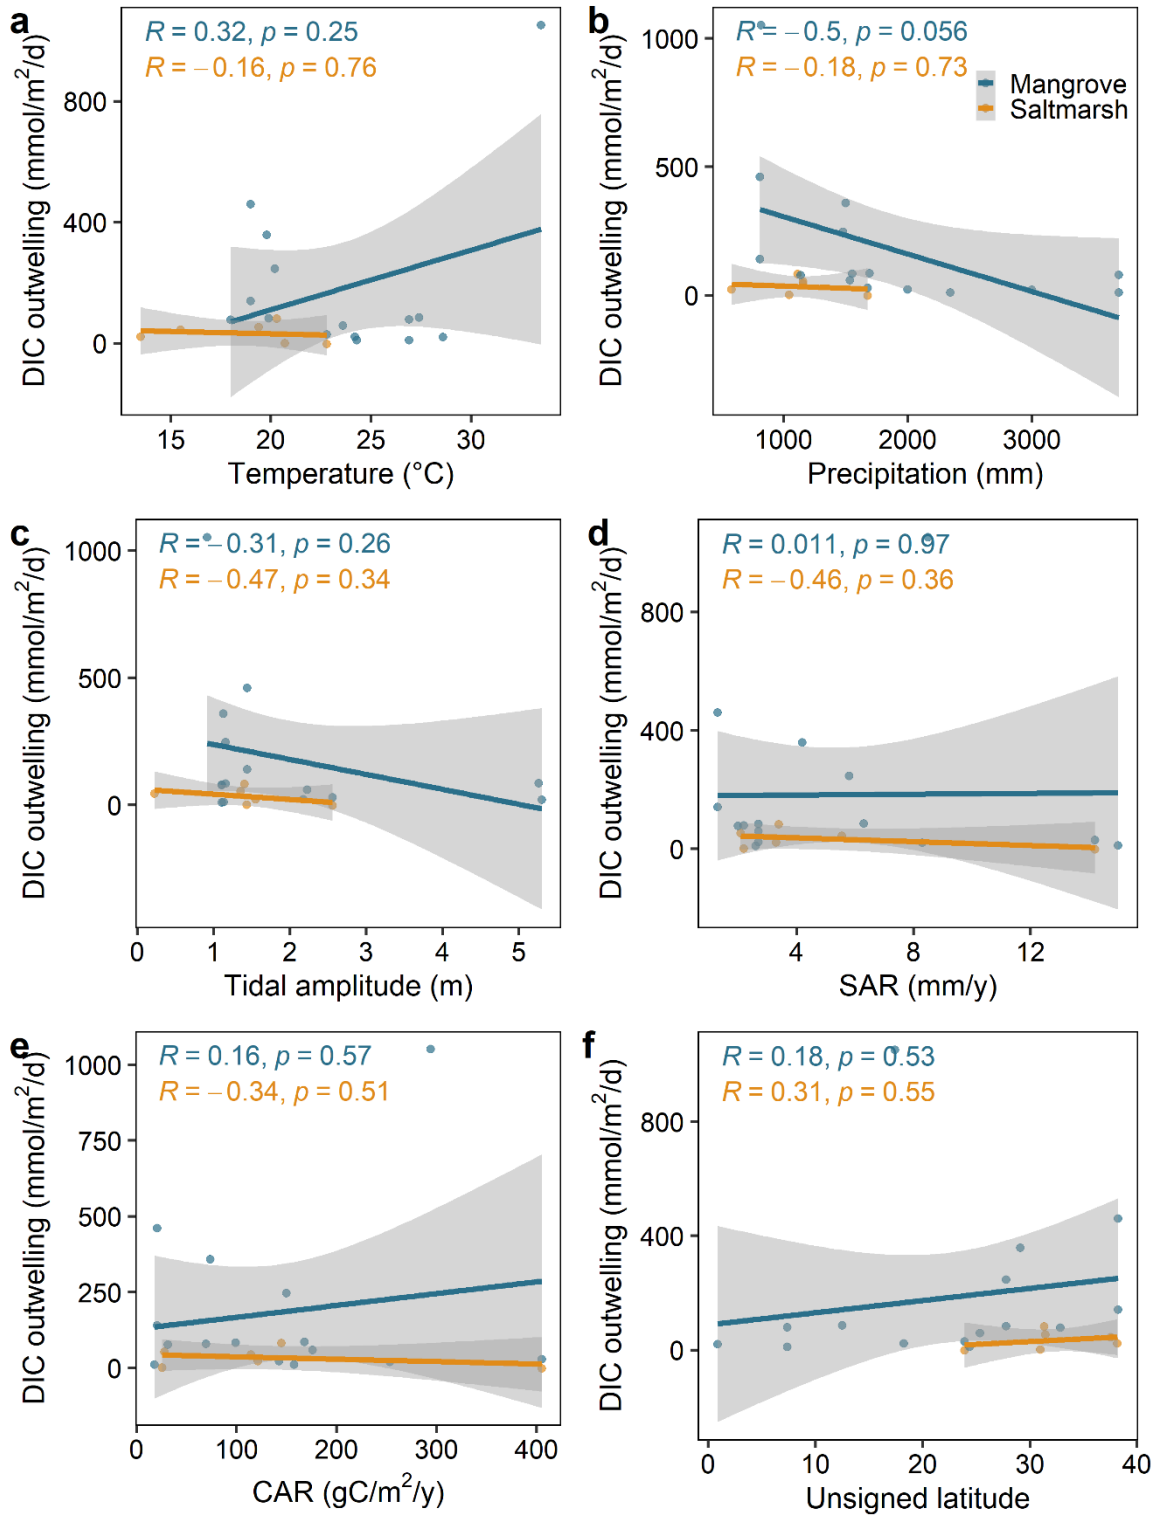 a
R = 0.32, p = 0.25
R = −0.16, p = 0.76
DIC outwelling (mmol/m²/d)
800
400
0
15 20 25 30
Temperature (°C)
b
R = −0.5, p = 0.056
R = −0.18, p = 0.73
Mangrove
Saltmarsh
DIC outwelling (mmol/m²/d)
1000
500
0
1000 2000 3000
Precipitation (mm)
c
R = −0.31, p = 0.26
R = −0.47, p = 0.34
DIC outwelling (mmol/m²/d)
1000
500
0
0 1 2 3 4 5
Tidal amplitude (m)
d
R = 0.011, p = 0.97
R = −0.46, p = 0.36
DIC outwelling (mmol/m²/d)
800
400
0
4 8 12
SAR (mm/y)
e
R = 0.16, p = 0.57
R = −0.34, p = 0.51
DIC outwelling (mmol/m²/d)
1000
750
500
250
0
0 100 200 300 400
CAR (gC/m²/y)
f
R = 0.18, p = 0.53
R = 0.31, p = 0.55
DIC outwelling (mmol/m²/d)
800
400
0
0 10 20 30 40
Unsigned latitude